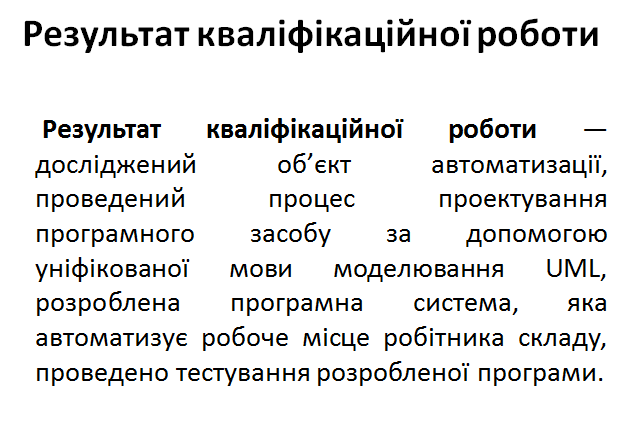 Результат кваліфікаційної роботи
Результат кваліфікаційної роботи —
досліджений об’єкт автоматизації,
проведений процес проектування
програмного засобу за допомогою
уніфікованої мови моделювання UML,
розроблена програмна система, яка
автоматизує робоче місце робітника складу,
проведено тестування розробленої програми.